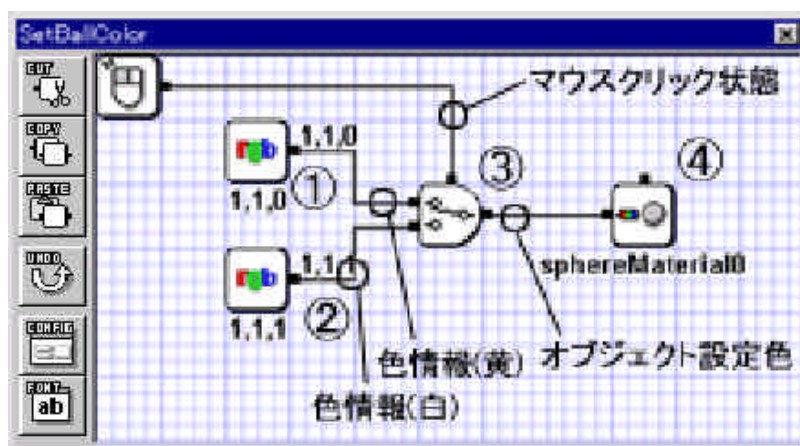 SetBallColor
CUT
COPY
PASTE
UNDO
CONFIG
FONT
ab
マウスクリック状態
rgb
1,1,0
1,1,0
①
③
④
rgb
1,1,1
1,1,1
②
sphereMaterial0
色情報(黄)
オブジェクト設定色
色情報(白)